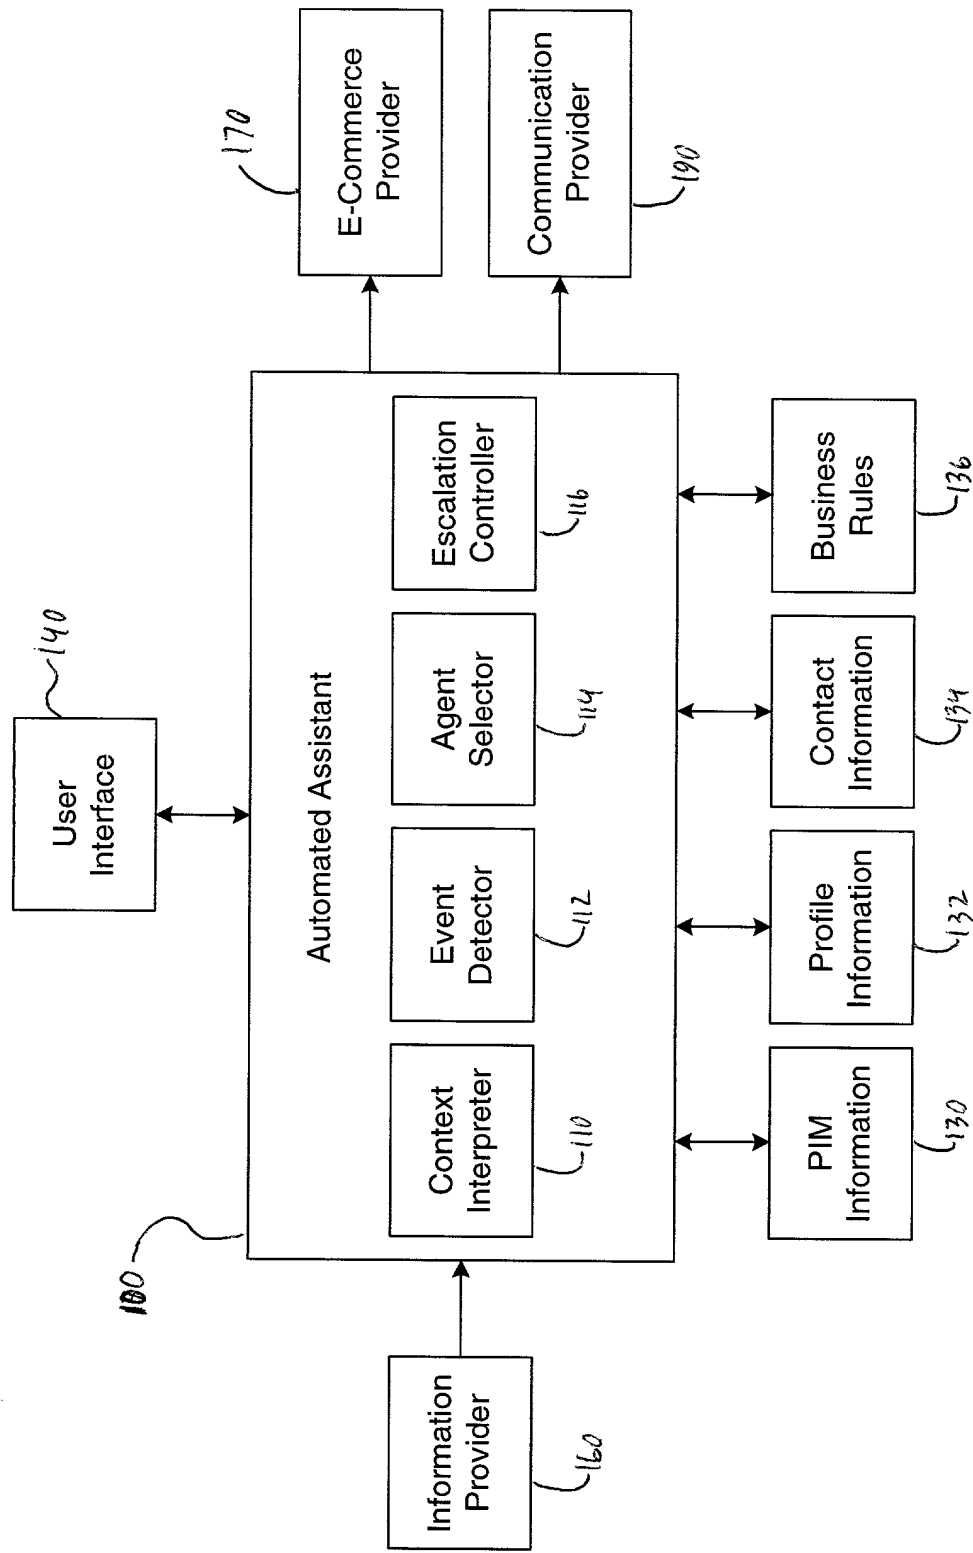 User
Interface
140
100
Automated Assistant
Information
Provider
160
Context
Interpreter
110
Event
Detector
112
Agent
Selector
114
Escalation
Controller
116
E-Commerce
Provider
170
Communication
Provider
190
PIM
Information
130
Profile
Information
132
Contact
Information
134
Business
Rules
136